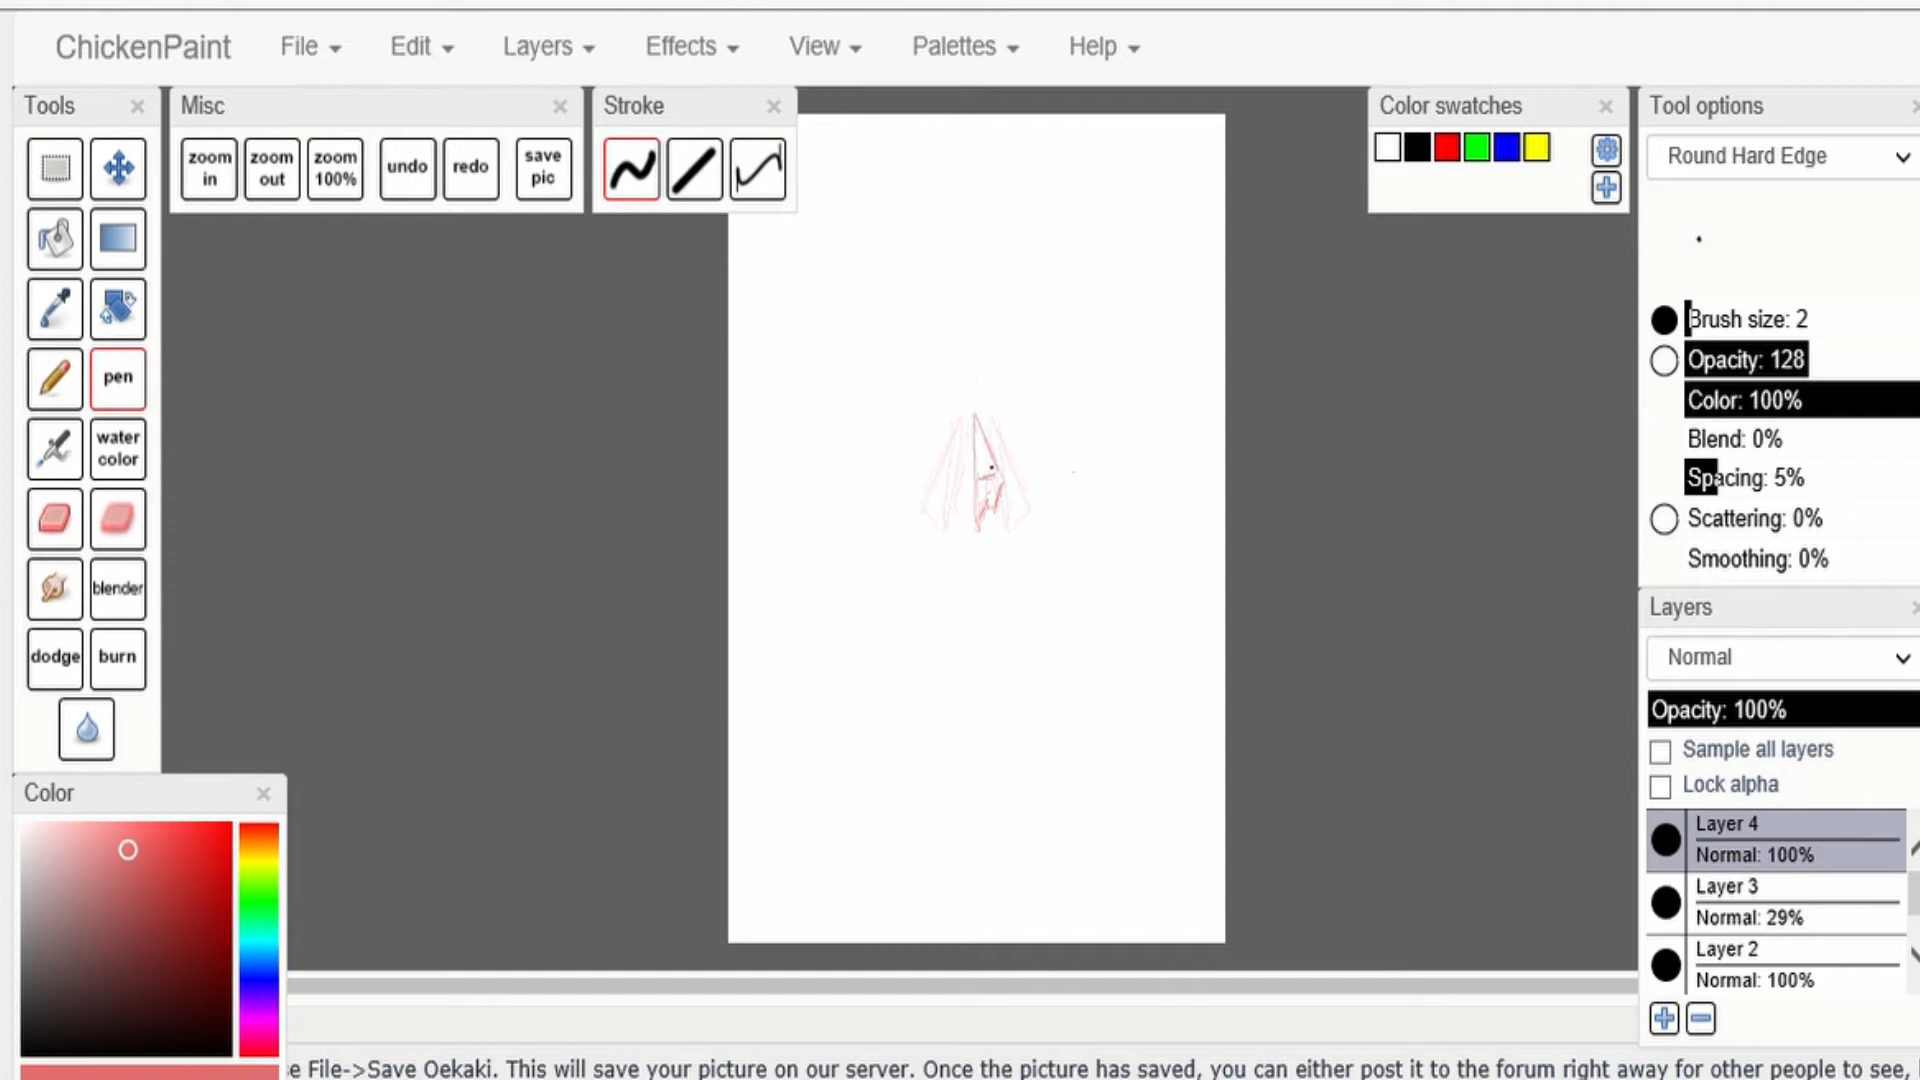 ChickenPaint File Edit Layers Effects View Palettes Help
Tools
Misc
Stroke
Color swatches
Tool options
zoom in
zoom out
zoom 100%
undo
redo
save pic
Round Hard Edge
Brush size: 2
Opacity: 128
Color: 100%
Blend: 0%
Spacing: 5%
Scattering: 0%
Smoothing: 0%
pen
water color
blender
dodge
burn
Layers
Normal
Opacity: 100%
Sample all layers
Lock alpha
Layer 4
Normal: 100%
Layer 3
Normal: 29%
Layer 2
Normal: 100%
Color
e File->Save Oekaki. This will save your picture on our server. Once the picture has saved, you can either post it to the forum right away for other people to see,